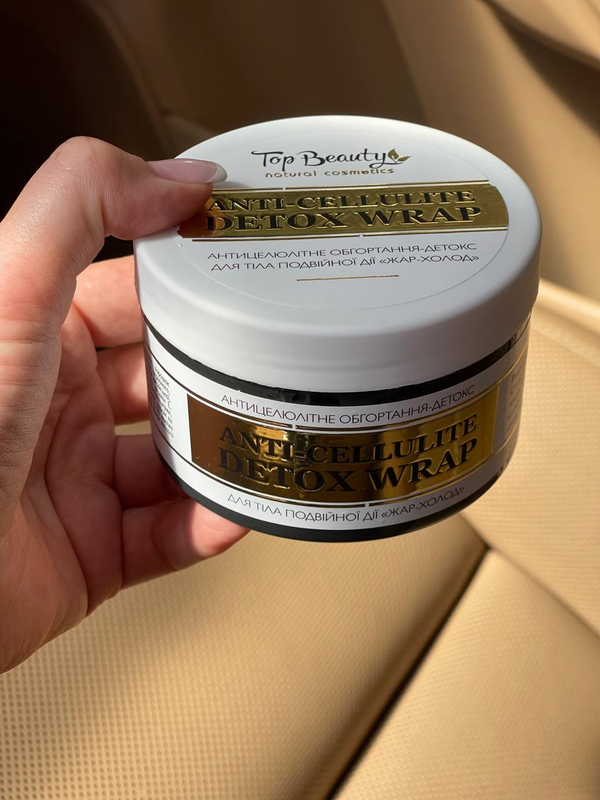 Top Beauty
natural cosmetics
ANTI-CELLULITE
DETOX WRAP
АНТИЦЕЛЮЛІТНЕ ОБГОРТАННЯ-ДЕТОКС
ДЛЯ ТІЛА ПОДВІЙНОЇ ДІЇ «ЖАР-ХОЛОД»
АНТИЦЕЛЮЛІТНЕ ОБГОРТАННЯ-ДЕТОКС
ANTI-CELLULITE
DETOX WRAP
ДЛЯ ТІЛА ПОДВІЙНОЇ ДІЇ «ЖАР-ХОЛОД»